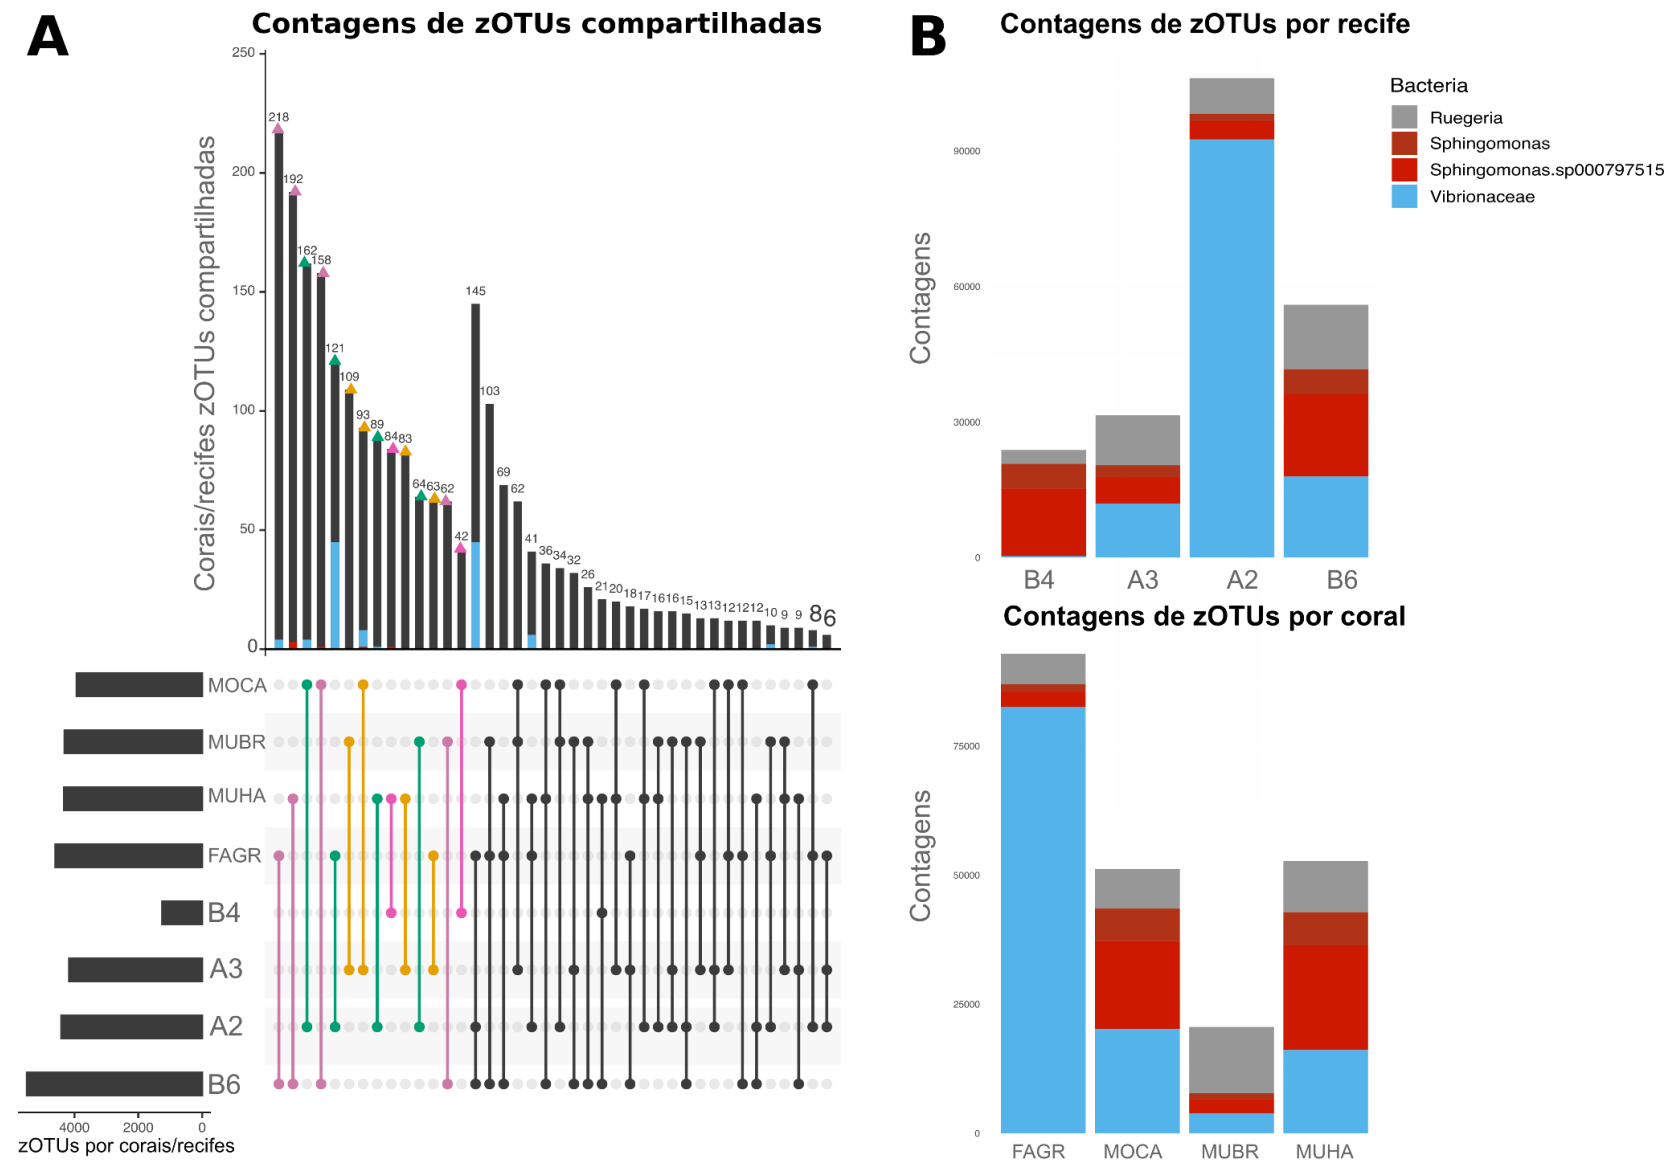 A
Contagens de zOTUs compartilhadas
Corais/recifes zOTUs compartilhadas
250
200
150
100
50
0
218
192
162
158
121
109
93
89
84
83
64
63
62
42
145
103
69
62
41
36
34
32
26
21
20
18
17
16
16
15
13
13
12
12
12
10
9
9
8
6
MOCA
MUBR
MUHA
FAGR
B4
A3
A2
B6
4000 2000 0
zOTUs por corais/recifes
B
Contagens de zOTUs por recife
Contagens
90000
60000
30000
0
B4 A3 A2 B6
Bacteria
Ruegeria
Sphingomonas
Sphingomonas.sp000797515
Vibrionaceae
Contagens de zOTUs por coral
Contagens
75000
50000
25000
0
FAGR MOCA MUBR MUHA